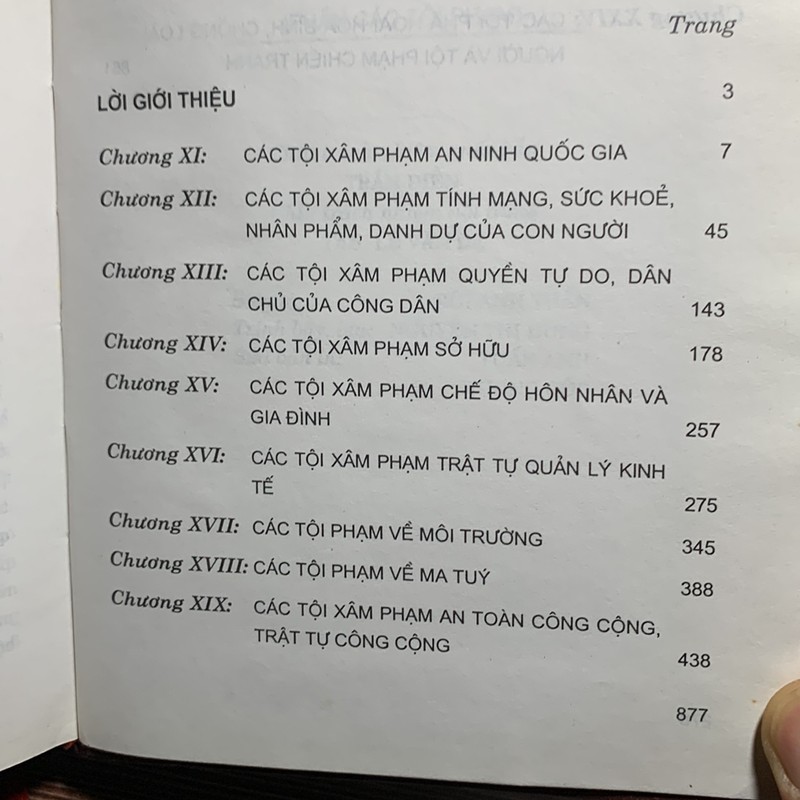 Trang
LỜI GIỚI THIỆU 3
Chương XI: CÁC TỘI XÂM PHẠM AN NINH QUỐC GIA 7
Chương XII: CÁC TỘI XÂM PHẠM TÍNH MẠNG, SỨC KHOẺ,
NHÂN PHẨM, DANH DỰ CỦA CON NGƯỜI 45
Chương XIII: CÁC TỘI XÂM PHẠM QUYỀN TỰ DO, DÂN
CHỦ CỦA CÔNG DÂN 143
Chương XIV: CÁC TỘI XÂM PHẠM SỞ HỮU 178
Chương XV: CÁC TỘI XÂM PHẠM CHẾ ĐỘ HÔN NHÂN VÀ
GIA ĐÌNH 257
Chương XVI: CÁC TỘI XÂM PHẠM TRẬT TỰ QUẢN LÝ KINH
TẾ 275
Chương XVII: CÁC TỘI PHẠM VỀ MÔI TRƯỜNG 345
Chương XVIII: CÁC TỘI PHẠM VỀ MA TUÝ 388
Chương XIX: CÁC TỘI XÂM PHẠM AN TOÀN CÔNG CỘNG,
TRẬT TỰ CÔNG CỘNG 438
877